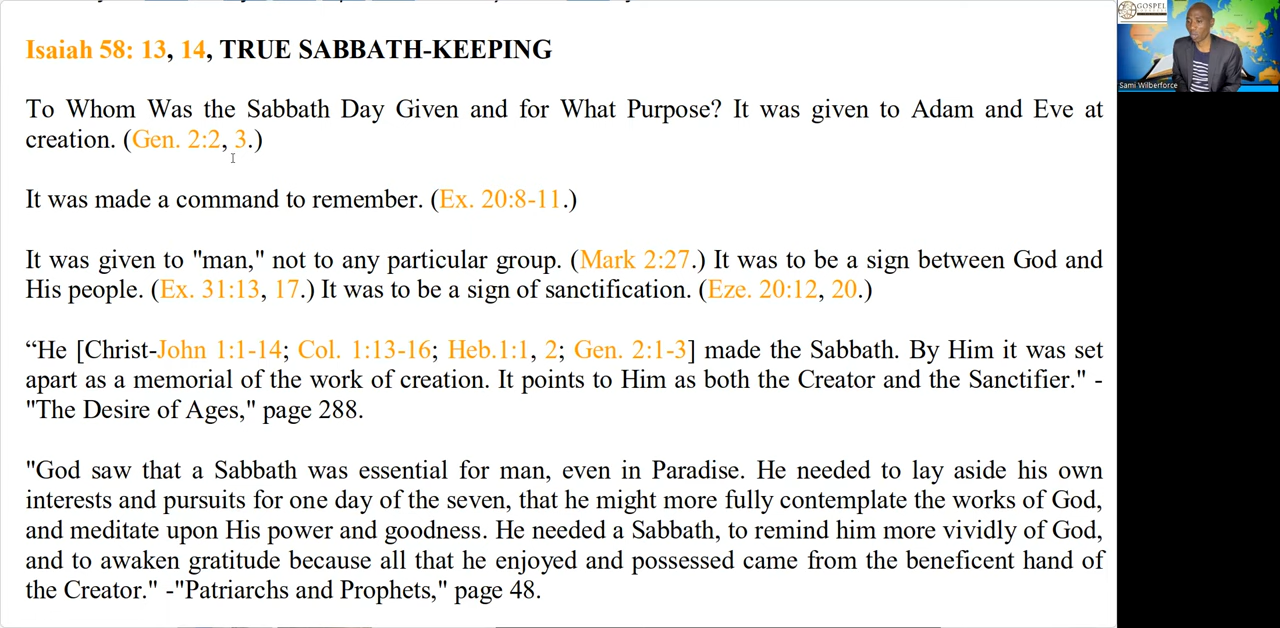 Isaiah 58: 13, 14, TRUE SABBATH-KEEPING
To Whom Was the Sabbath Day Given and for What Purpose? It was given to Adam and Eve at
creation. (Gen. 2:2, 3.)
It was made a command to remember. (Ex. 20:8-11.)
It was given to "man," not to any particular group. (Mark 2:27.) It was to be a sign between God and
His people. (Ex. 31:13, 17.) It was to be a sign of sanctification. (Eze. 20:12, 20.)
“He [Christ-John 1:1-14; Col. 1:13-16; Heb.1:1, 2; Gen. 2:1-3] made the Sabbath. By Him it was set
apart as a memorial of the work of creation. It points to Him as both the Creator and the Sanctifier." -
"The Desire of Ages," page 288.
"God saw that a Sabbath was essential for man, even in Paradise. He needed to lay aside his own
interests and pursuits for one day of the seven, that he might more fully contemplate the works of God,
and meditate upon His power and goodness. He needed a Sabbath, to remind him more vividly of God,
and to awaken gratitude because all that he enjoyed and possessed came from the beneficent hand of
the Creator." -"Patriarchs and Prophets," page 48.
GOSPEL
Sami Wilberforce